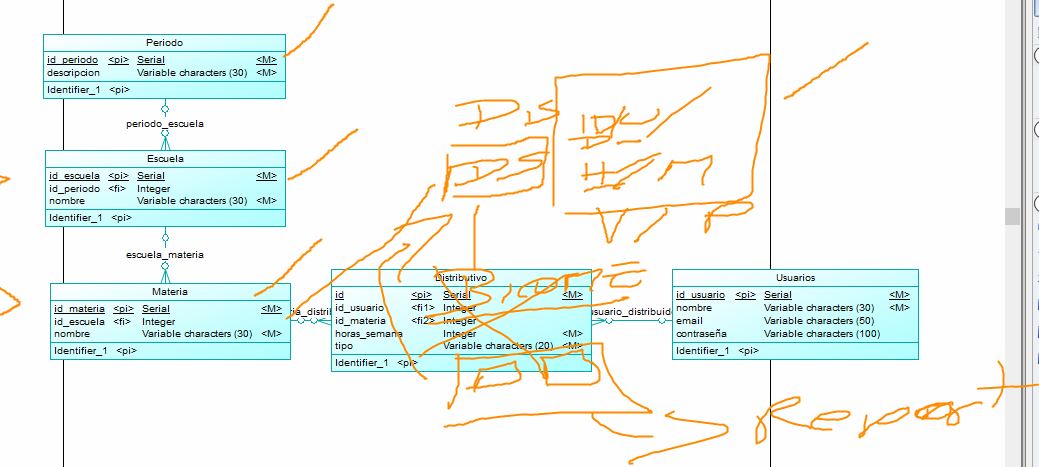 Periodo
id_periodo <pi> Serial <M>
descripcion Variable characters (30) <M>
Identifier_1 <pi>
periodo_escuela
Escuela
id_escuela <pi> Serial <M>
id_periodo <fi> Integer
nombre Variable characters (30) <M>
Identifier_1 <pi>
escuela_materia
Materia
id_materia <pi> Serial <M>
id_escuela <fi> Integer
nombre Variable characters (30) <M>
Identifier_1 <pi>
Distributivo
id <pi> Serial <M>
id_usuario <fi1> Integer
id_materia <fi2> Integer
horas_semana Integer <M>
tipo Variable characters (20) <M>
Identifier_1 <pi>
usuario_distribuido
Usuarios
id_usuario <pi> Serial <M>
nombre Variable characters (30) <M>
email Variable characters (50)
contraseña Variable characters (100)
Identifier_1 <pi>
Report